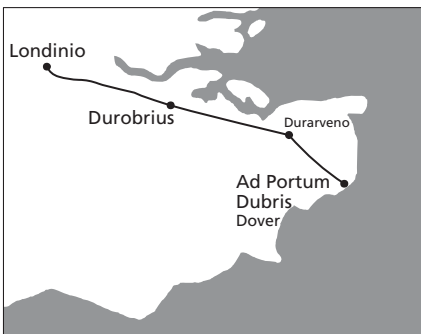 Londinio
Durobrius
Durarveno
Ad Portum
Dubris
Dover